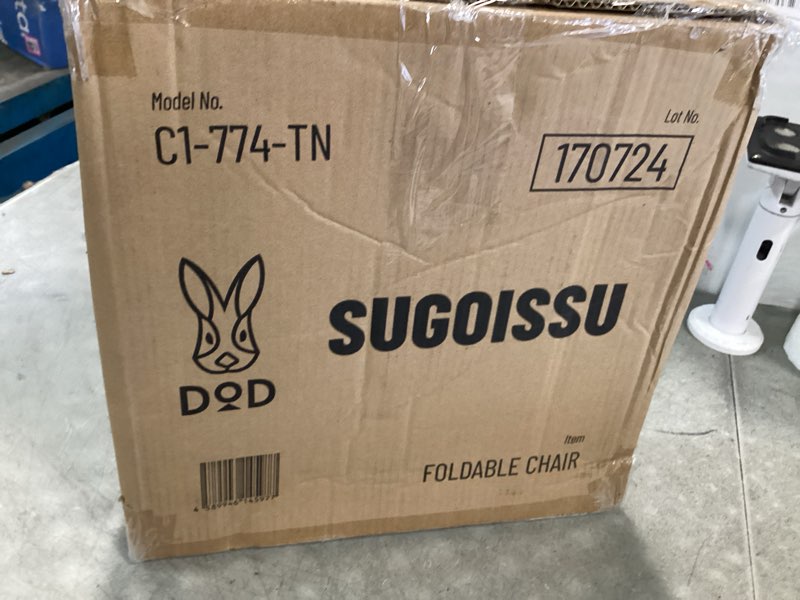 Model No.
C1-774-TN
Lot No.
170724
SUGOISSU
DOD
Item
FOLDABLE CHAIR